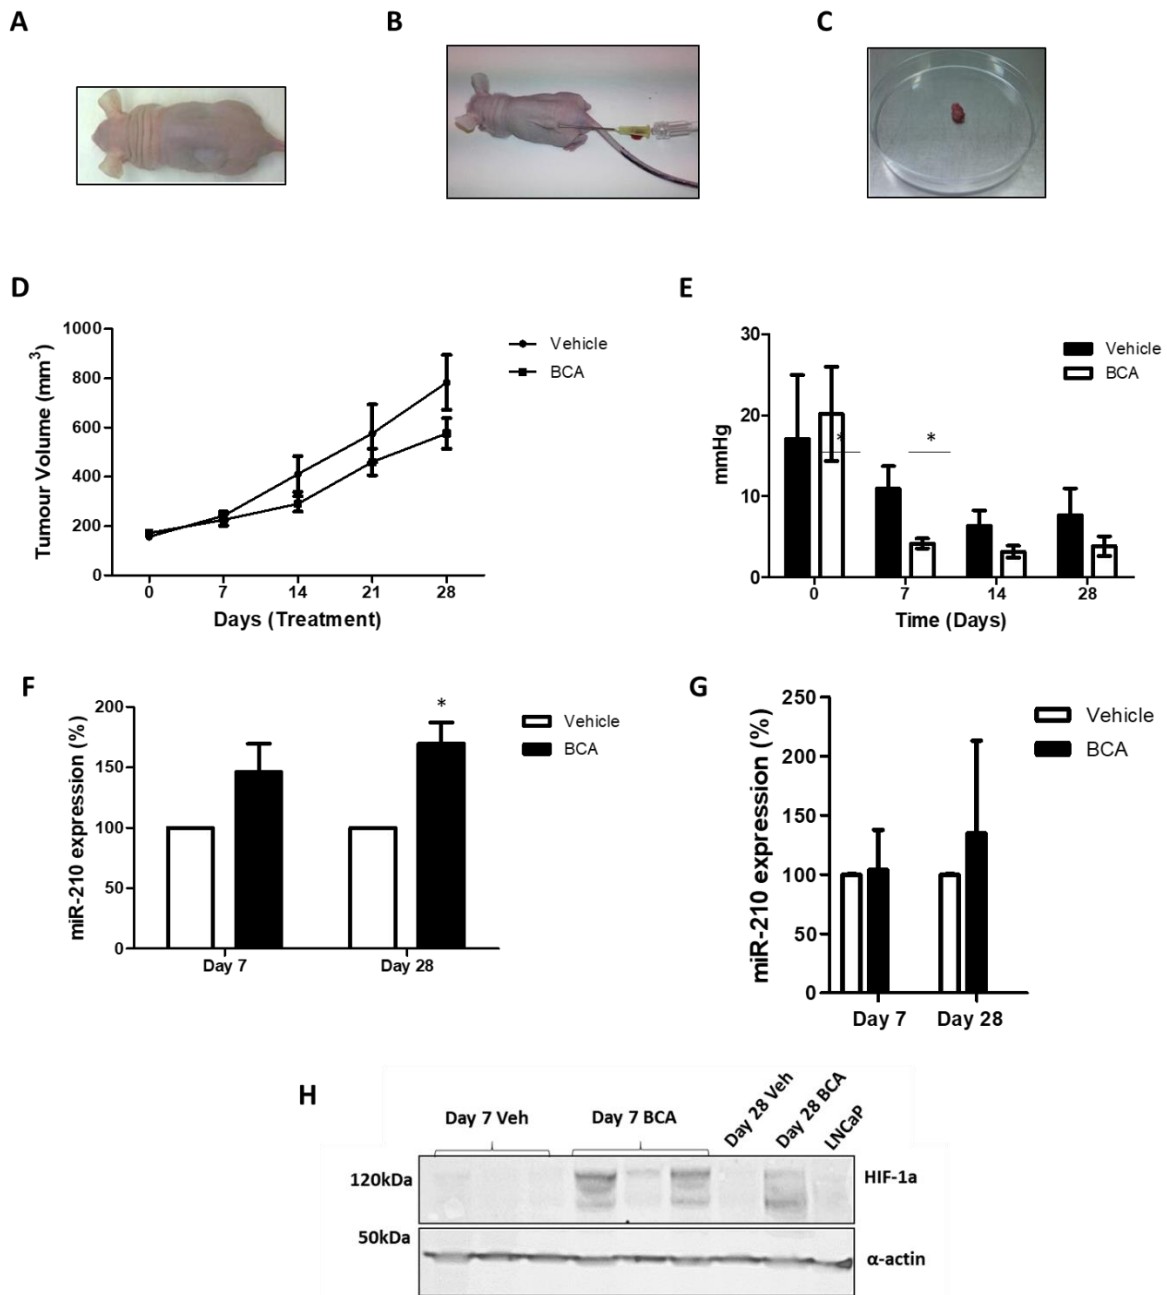 A
B
C
D
1000
800
600
400
200
0
Tumour Volume (mm³)
0 7 14 21 28
Days (Treatment)
Vehicle
BCA
E
30
20
10
0
mmHg
* *
0 7 14 28
Time (Days)
Vehicle
BCA
F
200
150
100
50
0
miR-210 expression (%)
*
Day 7 Day 28
Vehicle
BCA
G
250
200
150
100
50
0
miR-210 expression (%)
Day 7 Day 28
Vehicle
BCA
H
Day 7 Veh
Day 7 BCA
Day 28 Veh
Day 28 BCA
LNCaP
120kDa
HIF-1a
50kDa
α-actin